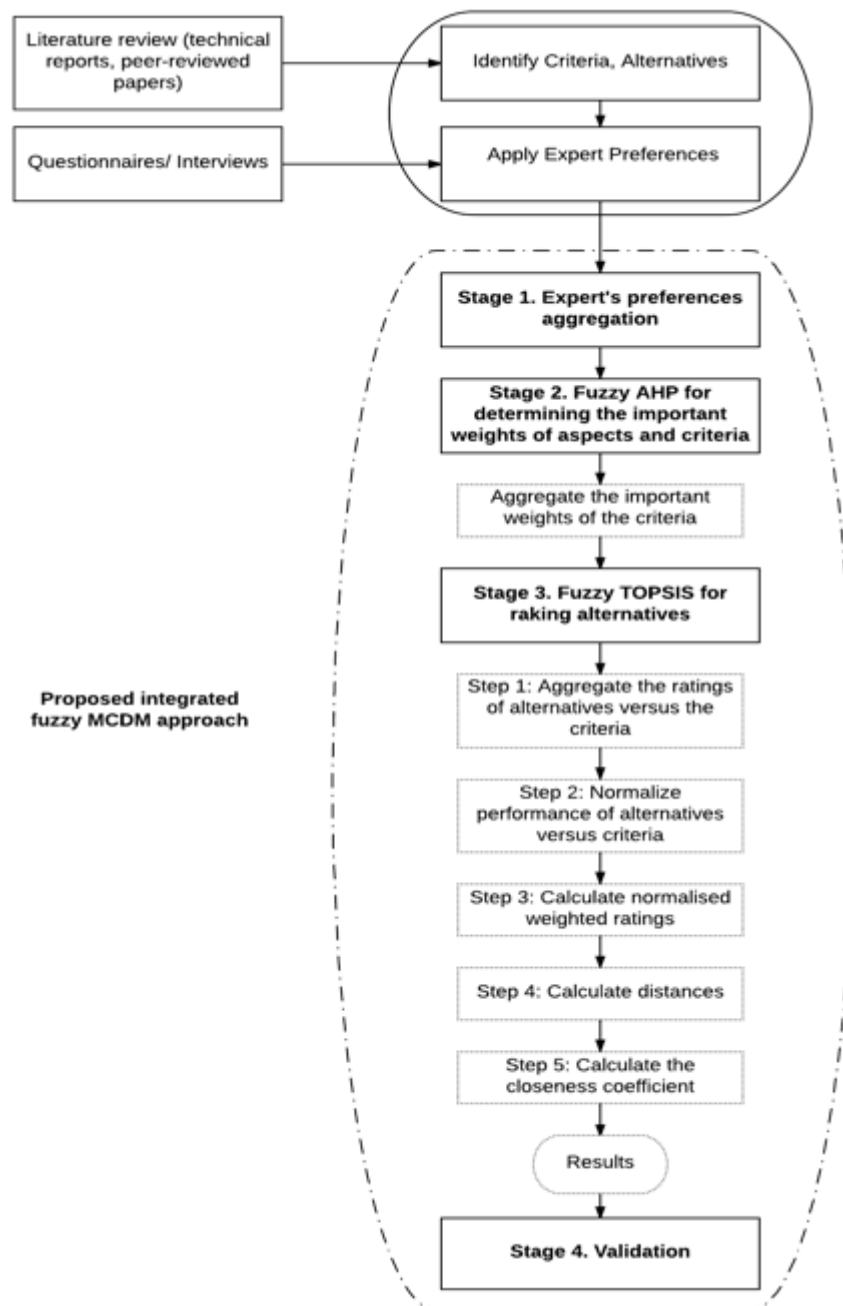 Literature review (technical
reports, peer-reviewed
papers)
Identify Criteria, Alternatives
Questionnaires/ Interviews
Apply Expert Preferences
Stage 1. Expert's preferences
aggregation
Stage 2. Fuzzy AHP for
determining the important
weights of aspects and criteria
Aggregate the important
weights of the criteria
Stage 3. Fuzzy TOPSIS for
raking alternatives
Proposed integrated
fuzzy MCDM approach
Step 1: Aggregate the ratings
of alternatives versus the
criteria
Step 2: Normalize
performance of alternatives
versus criteria
Step 3: Calculate normalised
weighted ratings
Step 4: Calculate distances
Step 5: Calculate the
closeness coefficient
Results
Stage 4. Validation